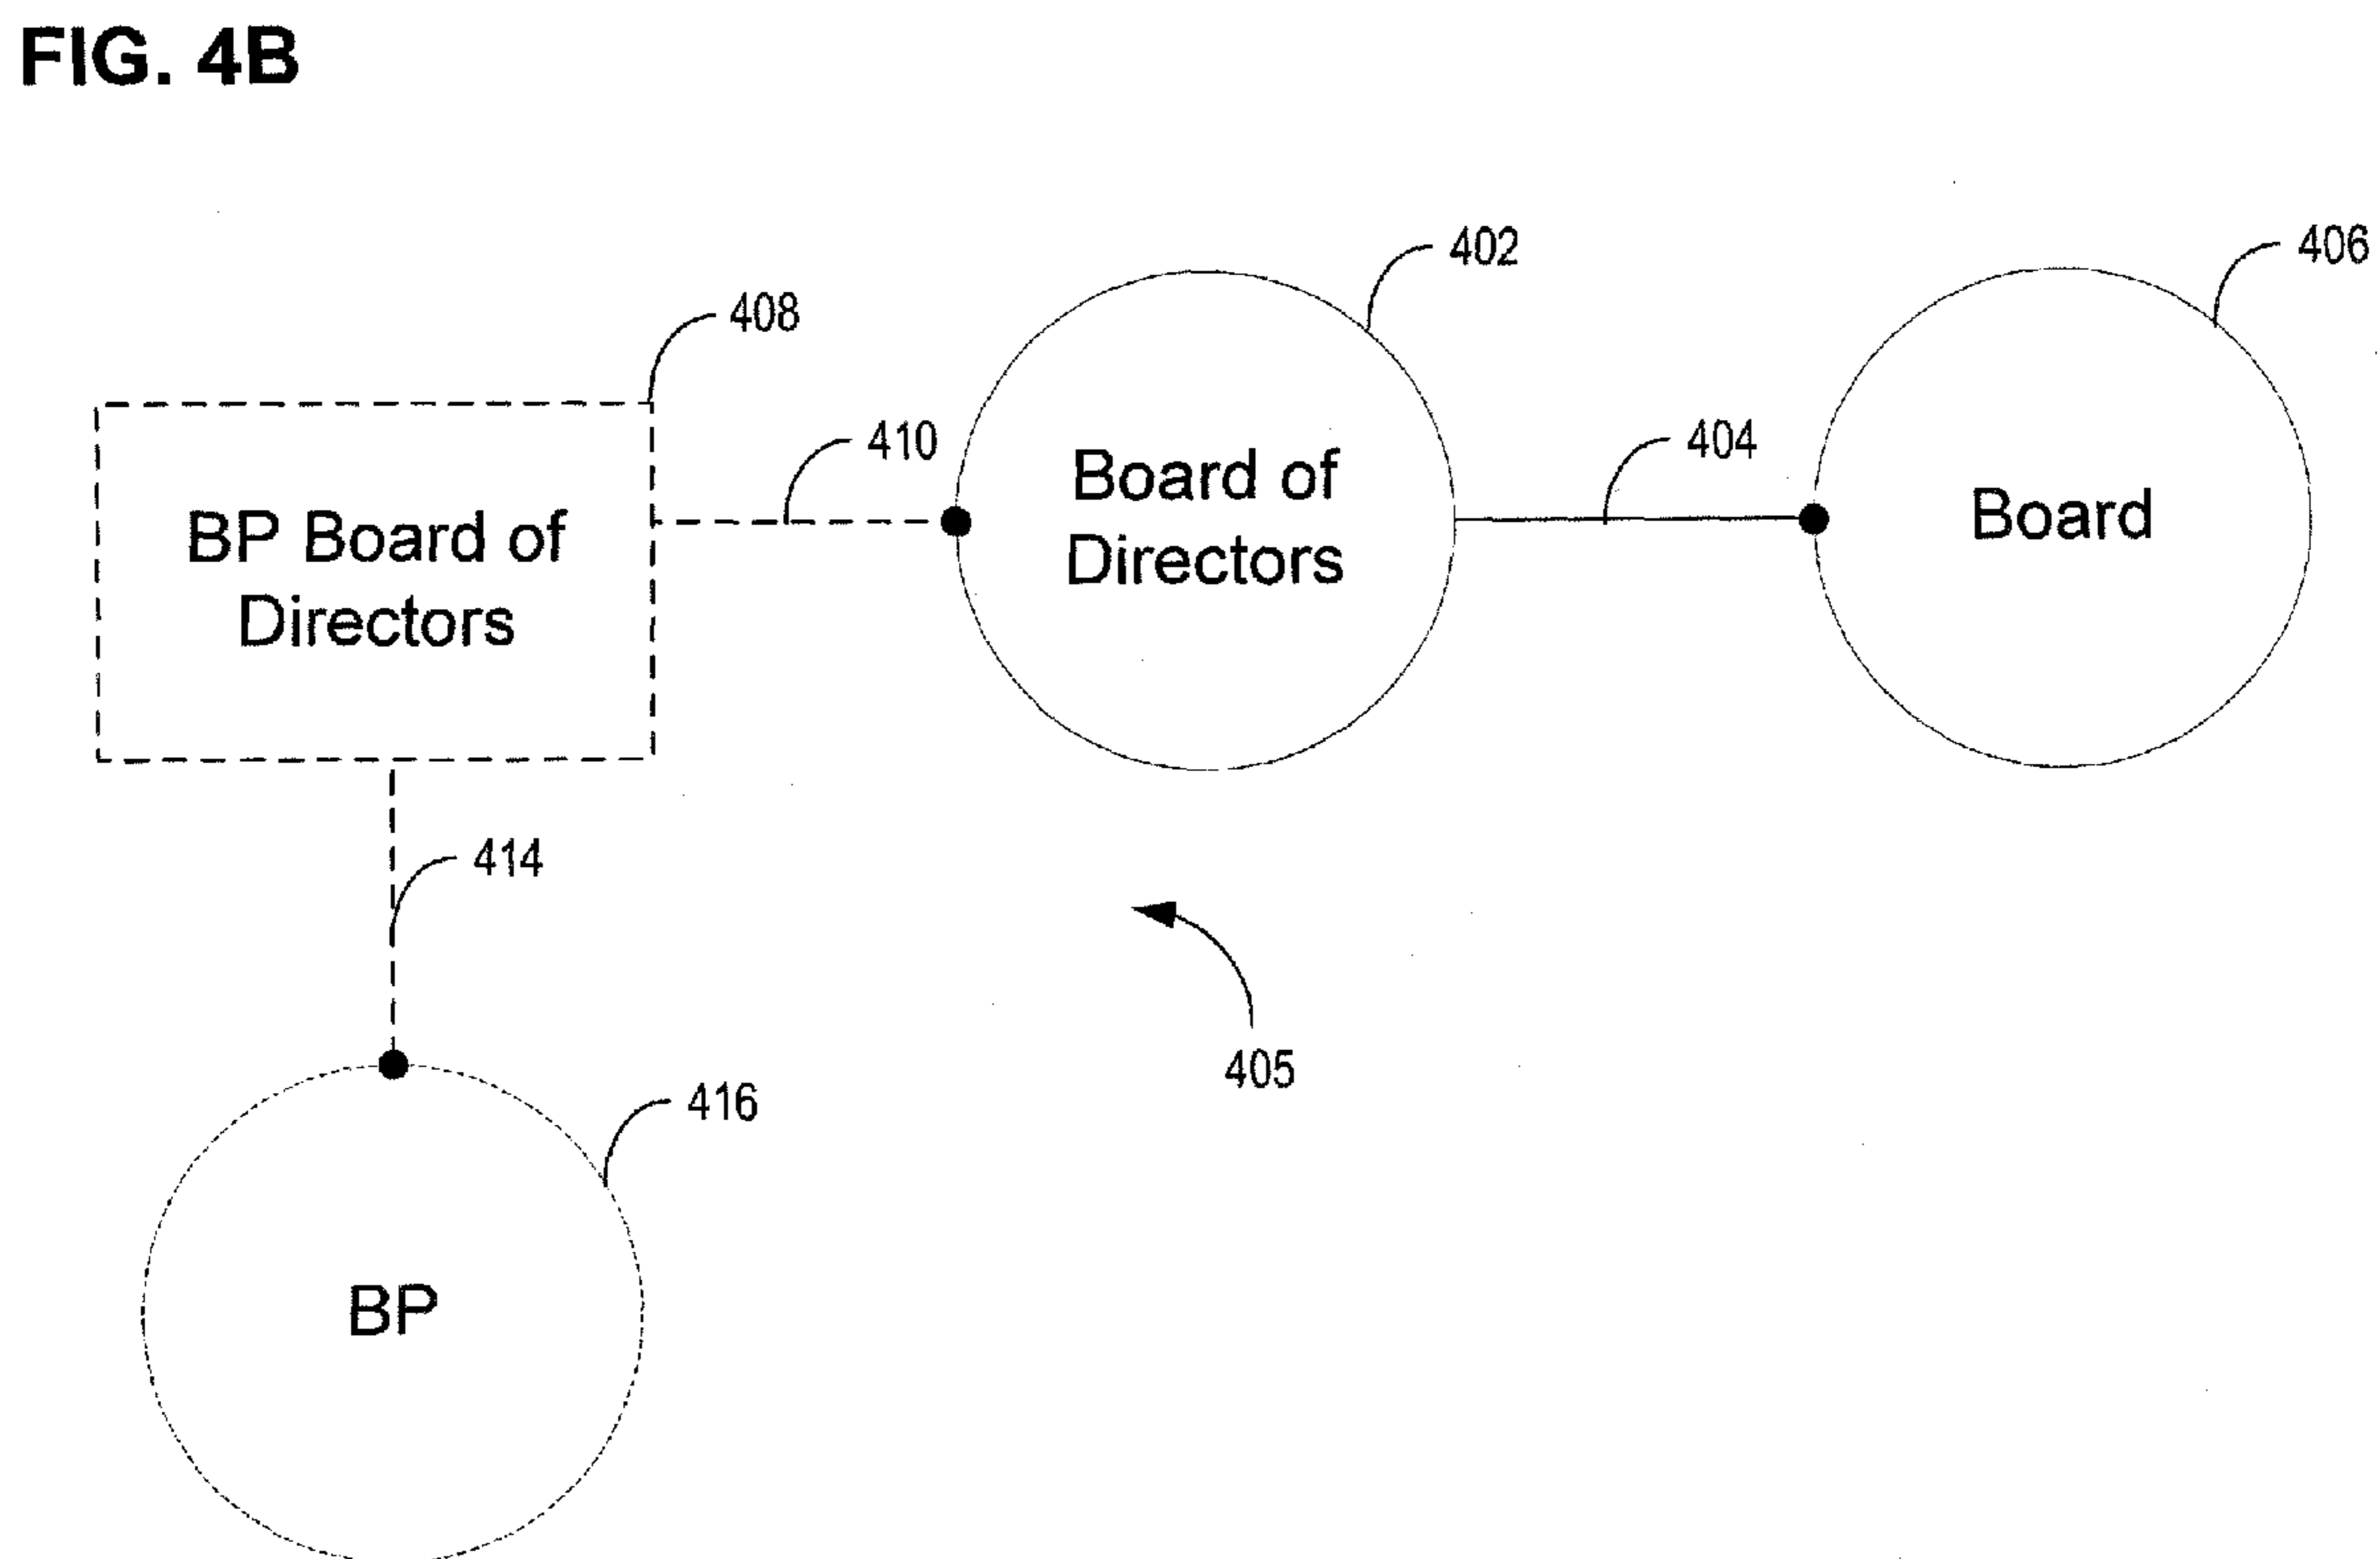 FIG. 4B
402
406
408
410
404
Board of
Directors
Board
BP Board of
Directors
414
405
416
BP